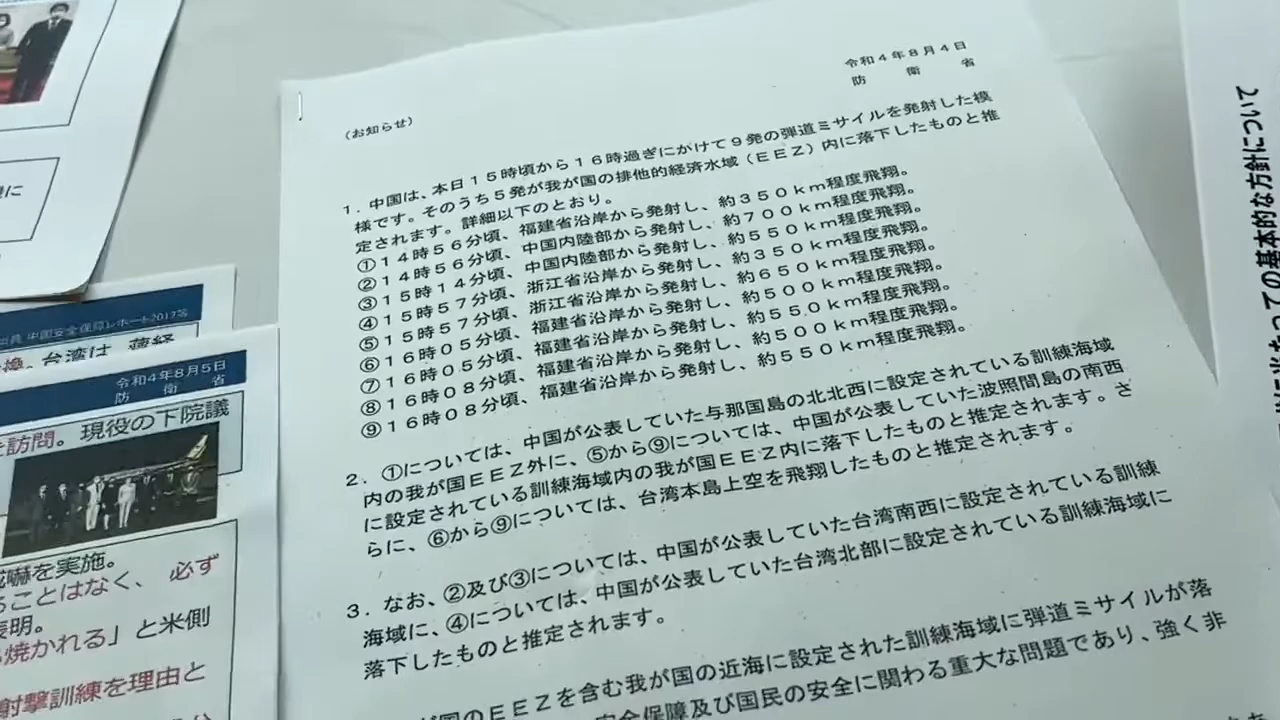 令和４年８月４日
防　衛　省
（お知らせ）
１．中国は、本日１５時頃から１６時過ぎにかけて９発の弾道ミサイルを発射した模
様です。そのうち５発が我が国の排他的経済水域（ＥＥＺ）内に落下したものと推
定されます。詳細以下のとおり。
①１４時５６分頃、福建省沿岸から発射し、約３５０ｋｍ程度飛翔。
②１４時５６分頃、中国内陸部から発射し、約７００ｋｍ程度飛翔。
③１５時１４分頃、中国内陸部から発射し、約５５０ｋｍ程度飛翔。
④１５時５７分頃、浙江省沿岸から発射し、約３５０ｋｍ程度飛翔。
⑤１５時５７分頃、浙江省沿岸から発射し、約６５０ｋｍ程度飛翔。
⑥１６時０５分頃、福建省沿岸から発射し、約５００ｋｍ程度飛翔。
⑦１６時０５分頃、福建省沿岸から発射し、約５５０ｋｍ程度飛翔。
⑧１６時０８分頃、福建省沿岸から発射し、約５００ｋｍ程度飛翔。
⑨１６時０８分頃、福建省沿岸から発射し、約５５０ｋｍ程度飛翔。
２．①については、中国が公表していた与那国島の北北西に設定されている訓練海域
内の我が国ＥＥＺ外に、⑤から⑨については、中国が公表していた波照間島の南西
に設定されている訓練海域内の我が国ＥＥＺ内に落下したものと推定されます。さ
らに、⑥から⑨については、台湾本島上空を飛翔したものと推定されます。
３．なお、②及び③については、中国が公表していた台湾南西に設定されている訓練
海域に、④については、中国が公表していた台湾北部に設定されている訓練海域に
落下したものと推定されます。
が国のＥＥＺを含む我が国の近海に設定された訓練海域に弾道ミサイルが落
安全保障及び国民の安全に関わる重大な問題であり、強く非
に
中国安全保障レポート2017等
換。台湾は
令和４年８月５日
防　衛　省
訪問。現役の下院議
嚇を実施。
ることはなく、必ず
表明。
焼かれる」と米側
射撃訓練を理由と
ての基本的な方針について